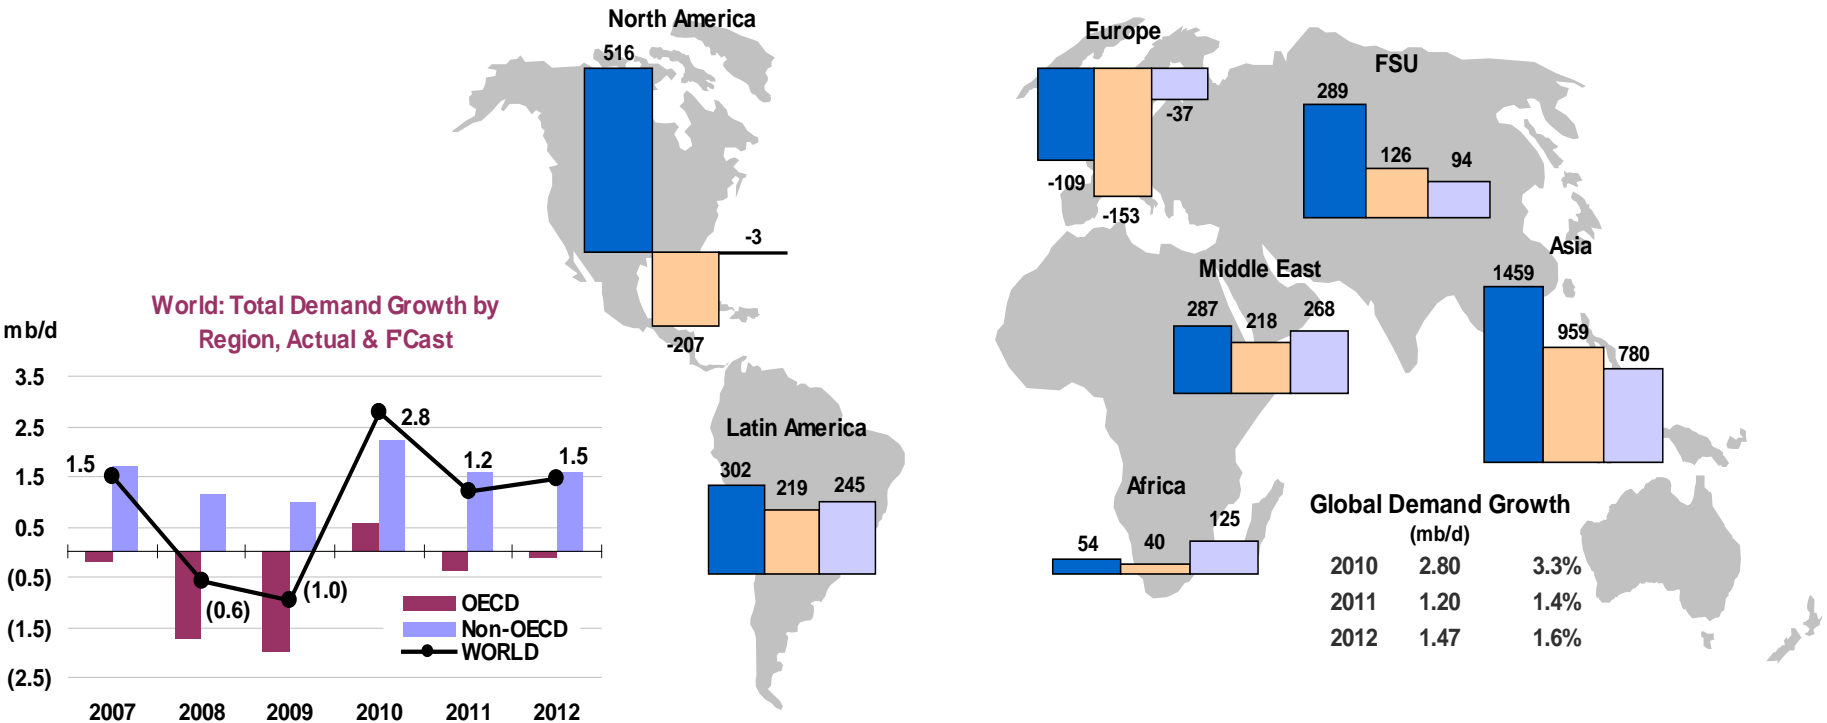 North America
516
-3
-207
Europe
-109
-153
-37
FSU
289
126
94
Asia
1459
959
780
Middle East
287
218
268
Latin America
302
219
245
Africa
54
40
125
World: Total Demand Growth by
Region, Actual & F'Cast
mb/d
3.5
2.5
1.5
0.5
(0.5)
(1.5)
(2.5)
1.5
(0.6)
(1.0)
2.8
1.2
1.5
OECD
Non-OECD
WORLD
2007 2008 2009 2010 2011 2012
Global Demand Growth
(mb/d)
2010 2.80 3.3%
2011 1.20 1.4%
2012 1.47 1.6%